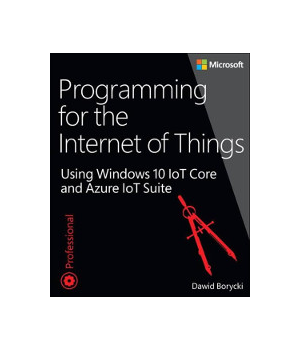 Microsoft
Programming
for the
Internet of Things
Using Windows 10 IoT Core
and Azure IoT Suite
Professional
Dawid Borycki